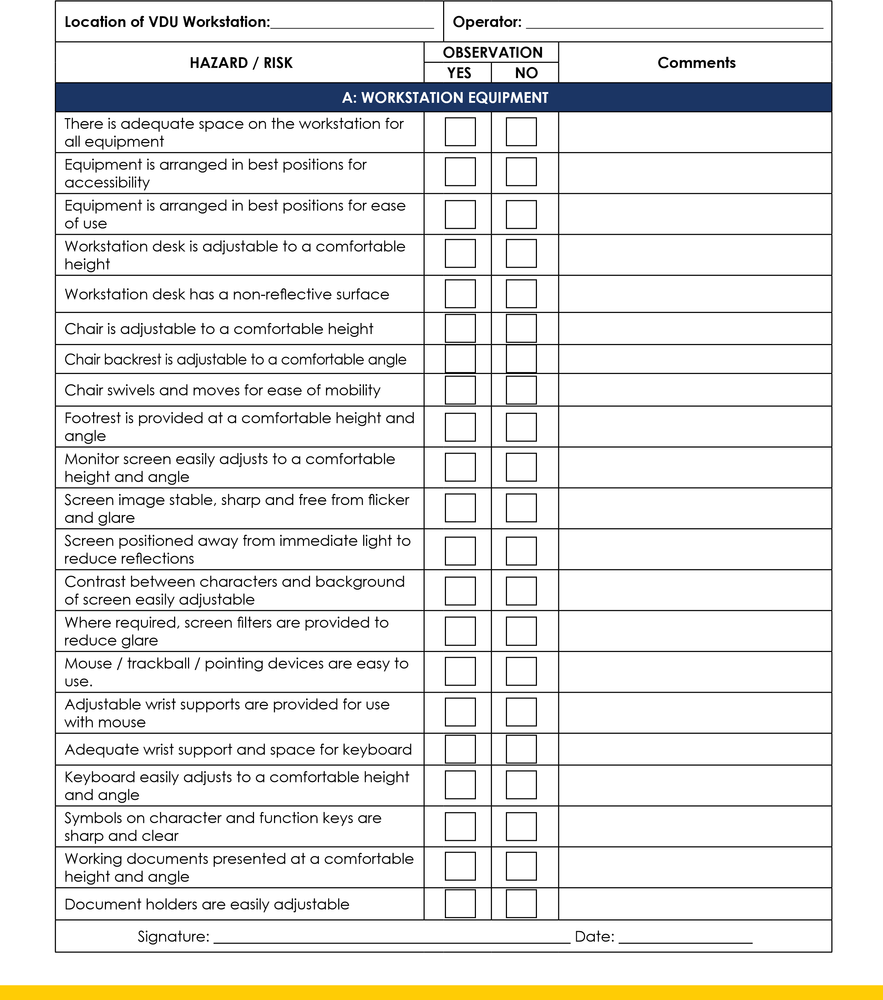 Location of VDU Workstation:____________________ Operator: ____________________
HAZARD / RISK
OBSERVATION
YES NO
Comments
A: WORKSTATION EQUIPMENT
There is adequate space on the workstation for
all equipment
Equipment is arranged in best positions for
accessibility
Equipment is arranged in best positions for ease
of use
Workstation desk is adjustable to a comfortable
height
Workstation desk has a non-reflective surface
Chair is adjustable to a comfortable height
Chair backrest is adjustable to a comfortable angle
Chair swivels and moves for ease of mobility
Footrest is provided at a comfortable height and
angle
Monitor screen easily adjusts to a comfortable
height and angle
Screen image stable, sharp and free from flicker
and glare
Screen positioned away from immediate light to
reduce reflections
Contrast between characters and background
of screen easily adjustable
Where required, screen filters are provided to
reduce glare
Mouse / trackball / pointing devices are easy to
use.
Adjustable wrist supports are provided for use
with mouse
Adequate wrist support and space for keyboard
Keyboard easily adjusts to a comfortable height
and angle
Symbols on character and function keys are
sharp and clear
Working documents presented at a comfortable
height and angle
Document holders are easily adjustable
Signature: ____________________ Date: ____________________